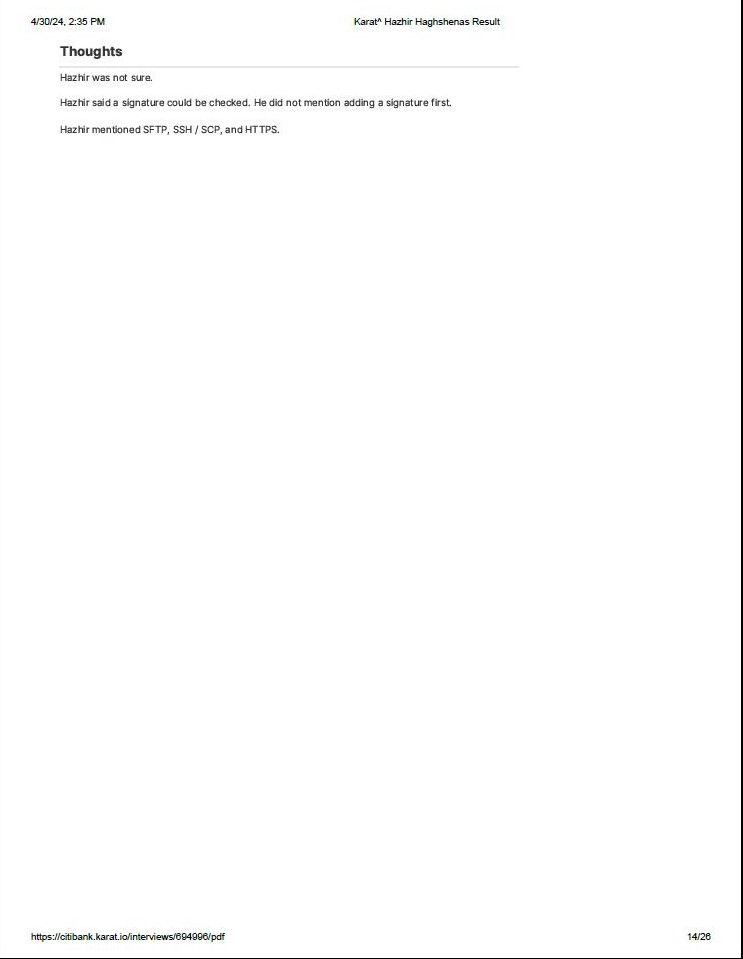 4/30/24, 2:35 PM
Karat^ Hazhir Haghshenas Result
Thoughts
Hazhir was not sure.
Hazhir said a signature could be checked. He did not mention adding a signature first.
Hazhir mentioned SFTP, SSH / SCP, and HTTPS.
https://citibank.karat.io/interviews/694996/pdf
14/26